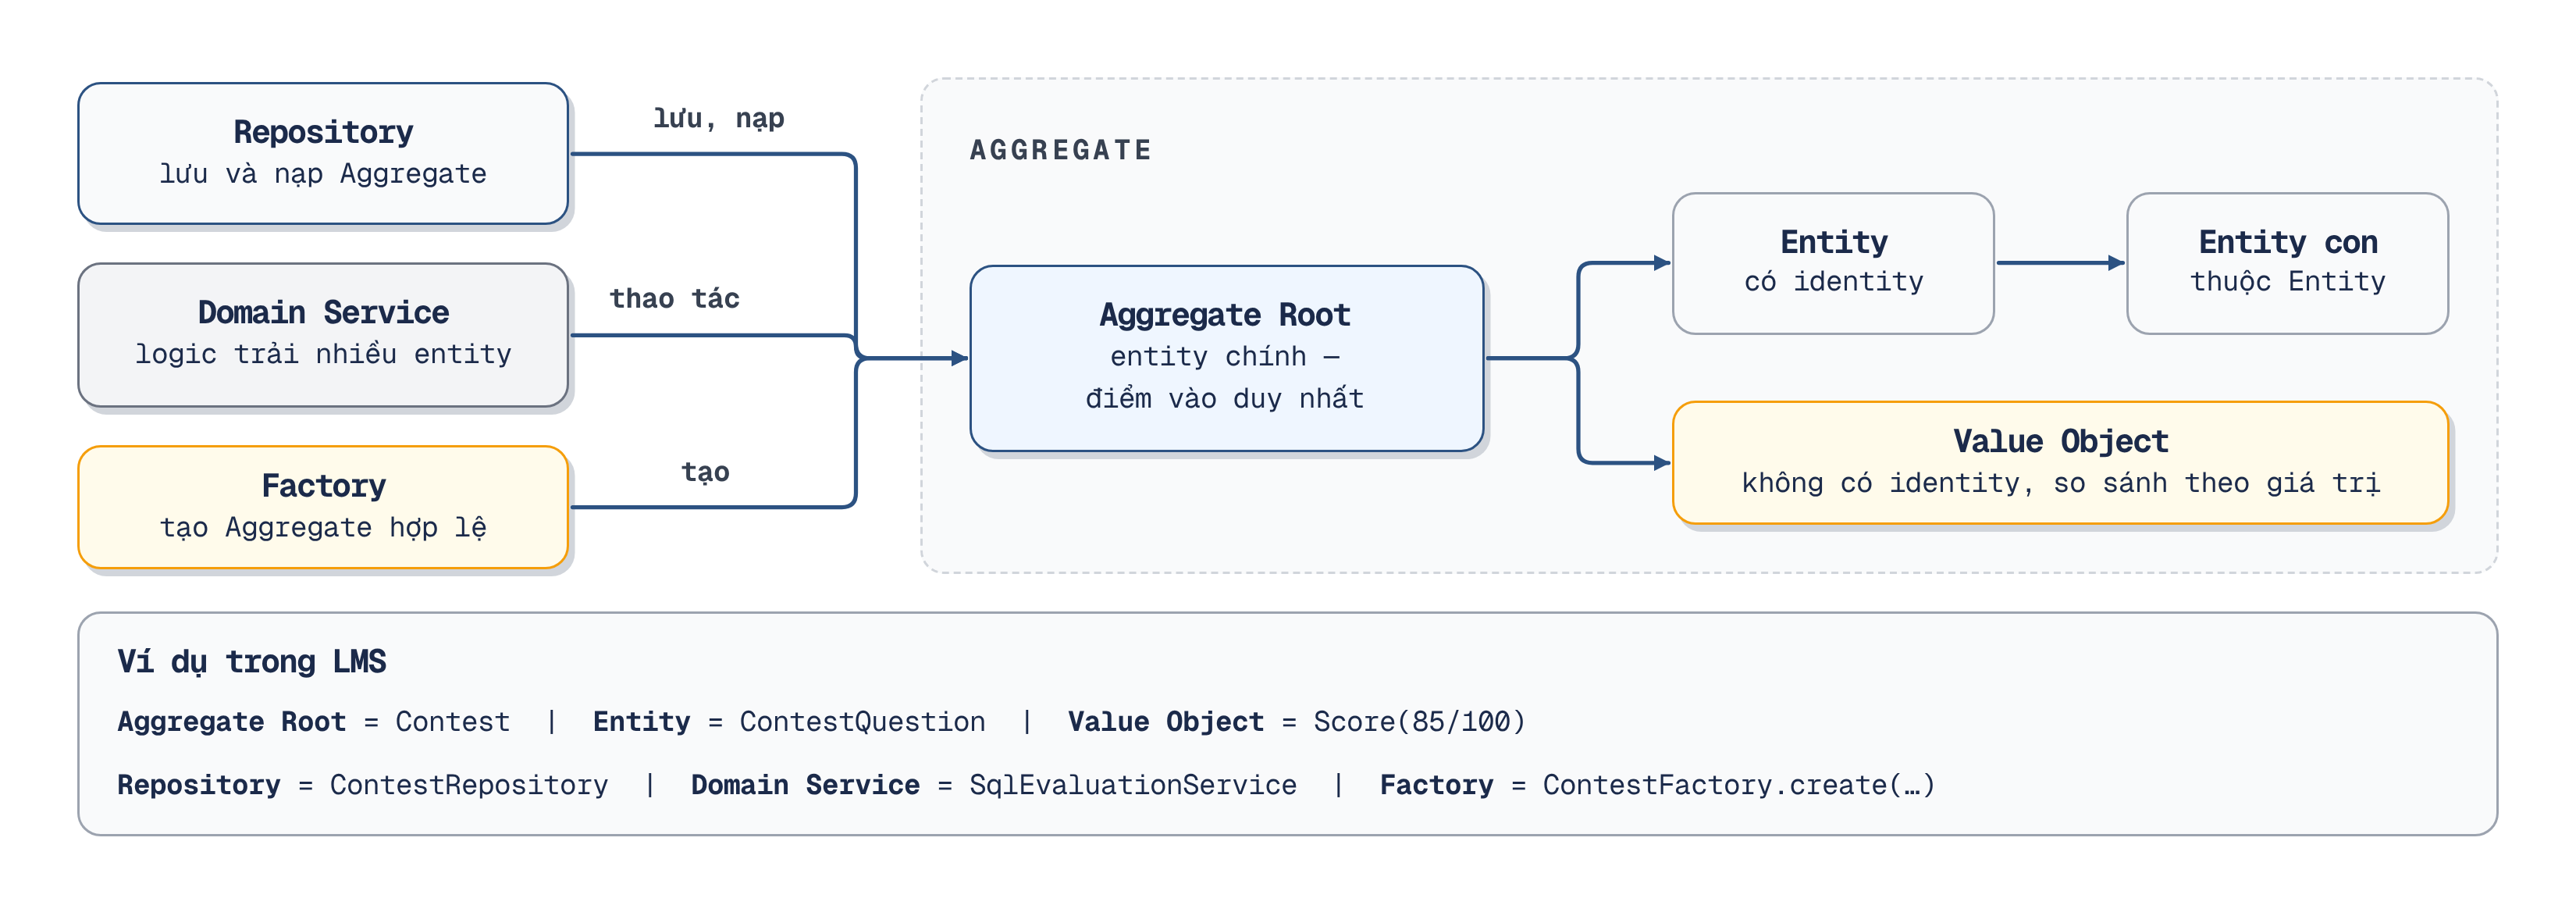 Repository
lưu và nạp Aggregate
lưu, nạp
Domain Service
logic trải nhiều entity
thao tác
Factory
tạo Aggregate hợp lệ
tạo
AGGREGATE
Aggregate Root
entity chính —
điểm vào duy nhất
Entity
có identity
Entity con
thuộc Entity
Value Object
không có identity, so sánh theo giá trị
Ví dụ trong LMS
Aggregate Root = Contest | Entity = ContestQuestion | Value Object = Score(85/100)
Repository = ContestRepository | Domain Service = SqlEvaluationService | Factory = ContestFactory.create(…)